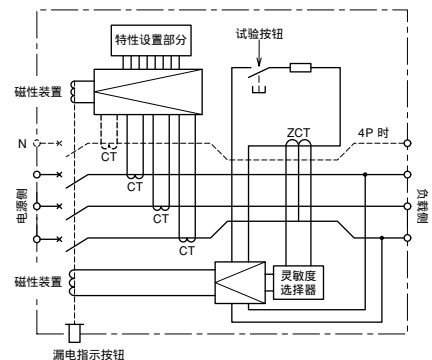 特性设置部分
试验按钮
磁性装置
N
CT
ZCT
4P 时
CT
CT
CT
电源侧
负载侧
磁性装置
灵敏度
选择器
漏电指示按钮